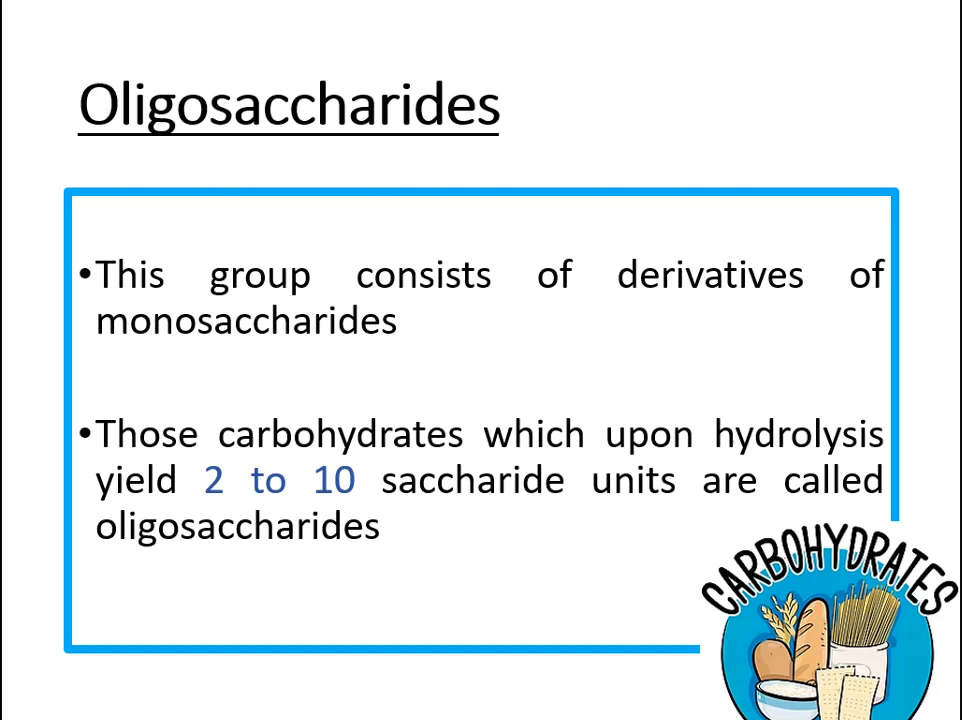 Oligosaccharides
•This group consists of derivatives of
monosaccharides
•Those carbohydrates which upon hydrolysis
yield 2 to 10 saccharide units are called
oligosaccharides
CARBOHYDRATES